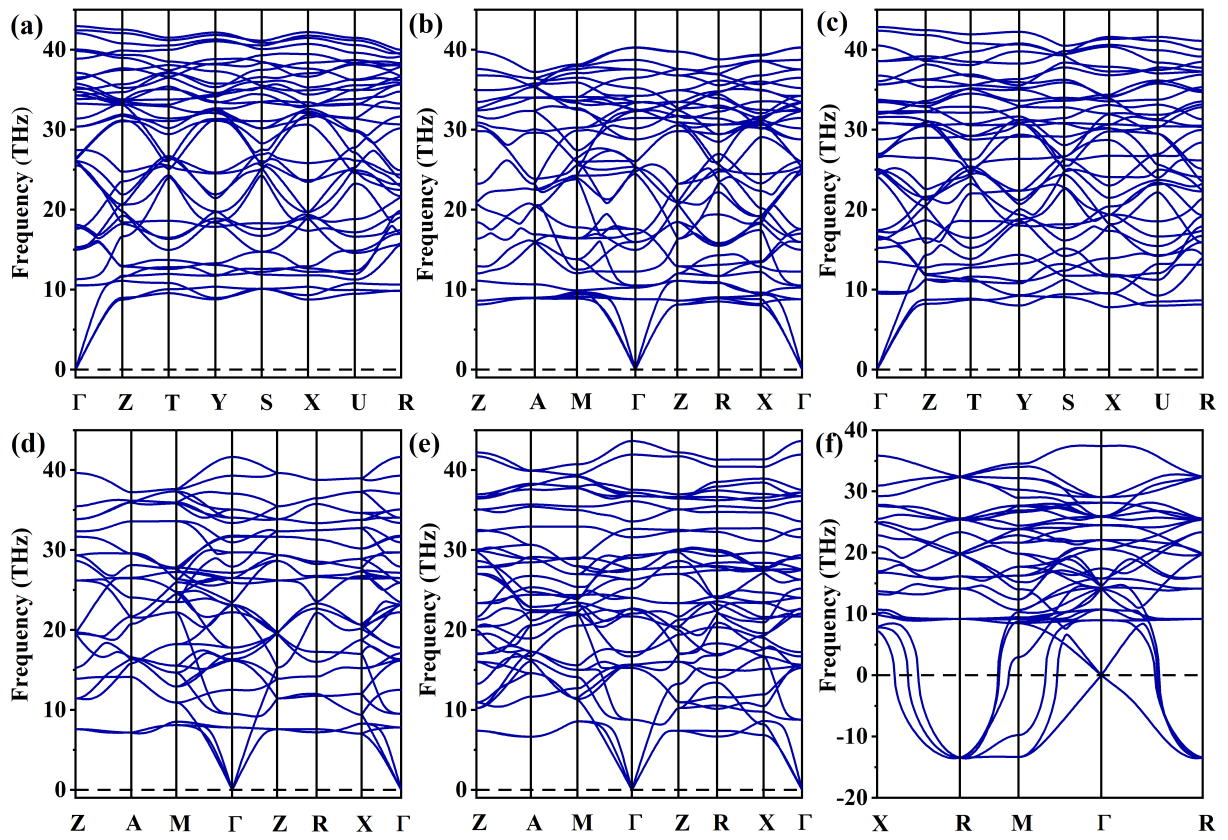 (a)
(b)
(c)
Frequency (THz)
40
30
20
10
0
Γ Z T Y S X U R
Frequency (THz)
40
30
20
10
0
Z A M Γ Z R X Γ
Frequency (THz)
40
30
20
10
0
Γ Z T Y S X U R
(d)
(e)
(f)
Frequency (THz)
40
30
20
10
0
Z A M Γ Z R X Γ
Frequency (THz)
40
30
20
10
0
Z A M Γ Z R X Γ
Frequency (THz)
40
30
20
10
0
-10
-20
X R M Γ R